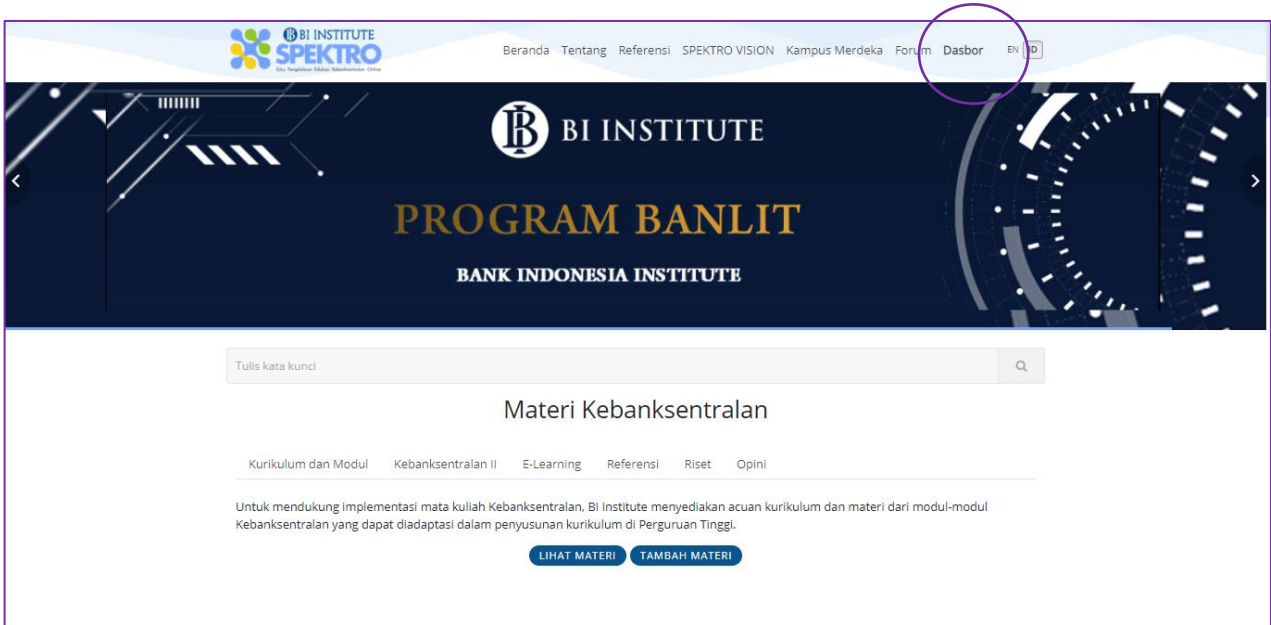 BI INSTITUTE
SPEKTRO
Beranda Tentang Referensi SPEKTRO VISION Kampus Merdeka Forum Dasbor EN ID
BI INSTITUTE
PROGRAM BANLIT
BANK INDONESIA INSTITUTE
Tulis kata kunci
Materi Kebanksentralan
Kurikulum dan Modul Kebanksentralan II E-Learning Referensi Riset Opini
Untuk mendukung implementasi mata kuliah Kebanksentralan, BI Institute menyediakan acuan kurikulum dan materi dari modul-modul
Kebanksentralan yang dapat diadaptasi dalam penyusunan kurikulum di Perguruan Tinggi.
LIHAT MATERI TAMBAH MATERI